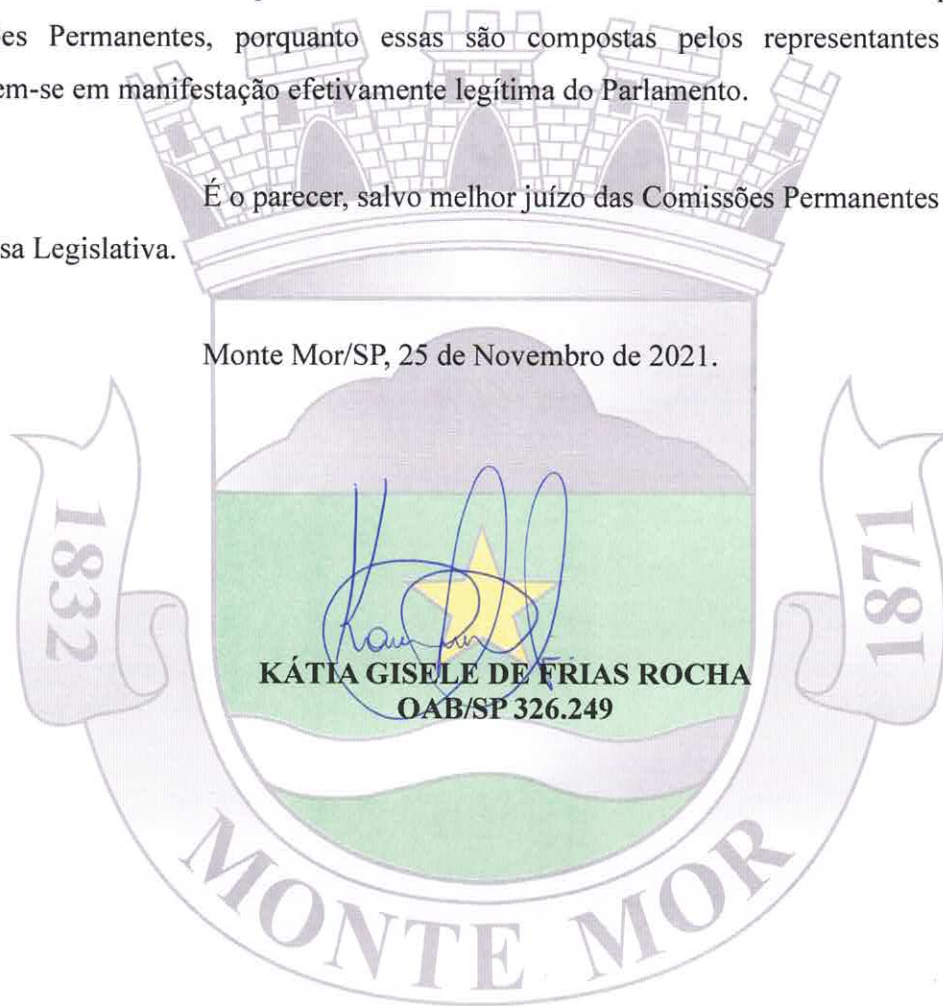 es Permanentes, porquanto essas são compostas pelos representantes
em-se em manifestação efetivamente legítima do Parlamento.
É o parecer, salvo melhor juízo das Comissões Permanentes
sa Legislativa.
Monte Mor/SP, 25 de Novembro de 2021.
1832
1871
KÁTIA GISELE DE FRIAS ROCHA
OAB/SP 326.249
MONTE MOR